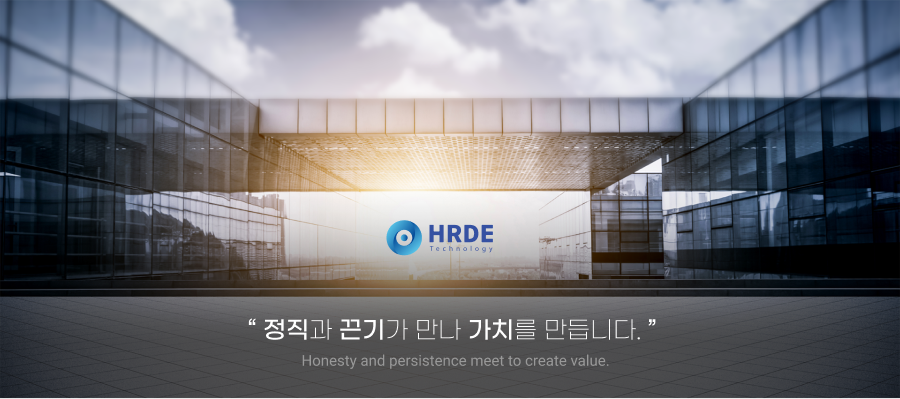 HRDE
Technology
“ 정직과 끈기가 만나 가치를 만듭니다. ”
Honesty and persistence meet to create value.